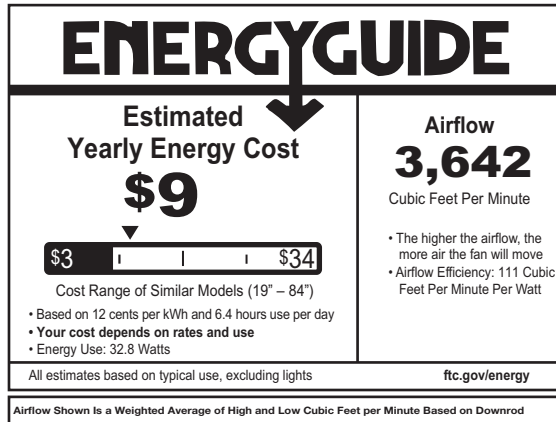 ENERGYGUIDE
Estimated
Yearly Energy Cost
$9
$3
$34
Cost Range of Similar Models (19” – 84”)
• Based on 12 cents per kWh and 6.4 hours use per day
• Your cost depends on rates and use
• Energy Use: 32.8 Watts
Airflow
3,642
Cubic Feet Per Minute
• The higher the airflow, the
more air the fan will move
• Airflow Efficiency: 111 Cubic
Feet Per Minute Per Watt
All estimates based on typical use, excluding lights
ftc.gov/energy
Airflow Shown Is a Weighted Average of High and Low Cubic Feet per Minute Based on Downrod